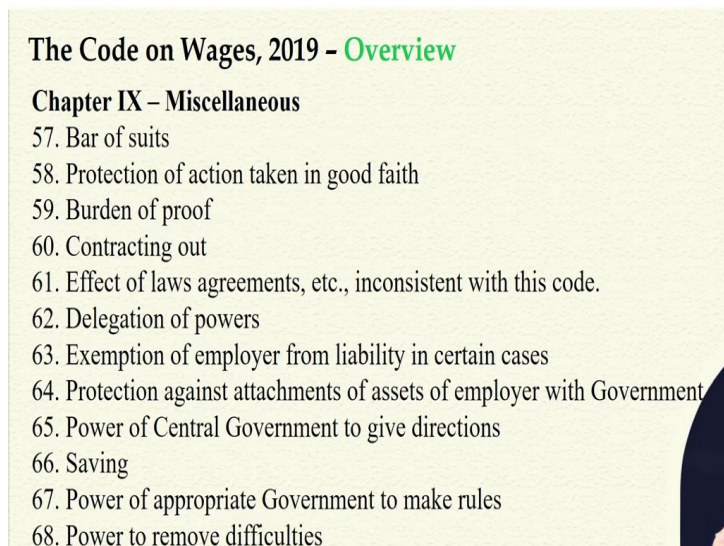 The Code on Wages, 2019 – Overview
Chapter IX – Miscellaneous
57. Bar of suits
58. Protection of action taken in good faith
59. Burden of proof
60. Contracting out
61. Effect of laws agreements, etc., inconsistent with this code.
62. Delegation of powers
63. Exemption of employer from liability in certain cases
64. Protection against attachments of assets of employer with Government
65. Power of Central Government to give directions
66. Saving
67. Power of appropriate Government to make rules
68. Power to remove difficulties